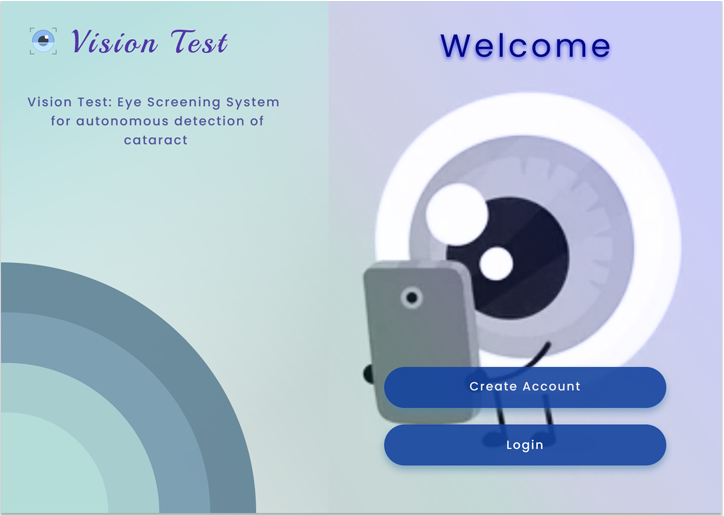 Vision Test
Vision Test: Eye Screening System
for autonomous detection of
cataract
Welcome
Create Account
Login